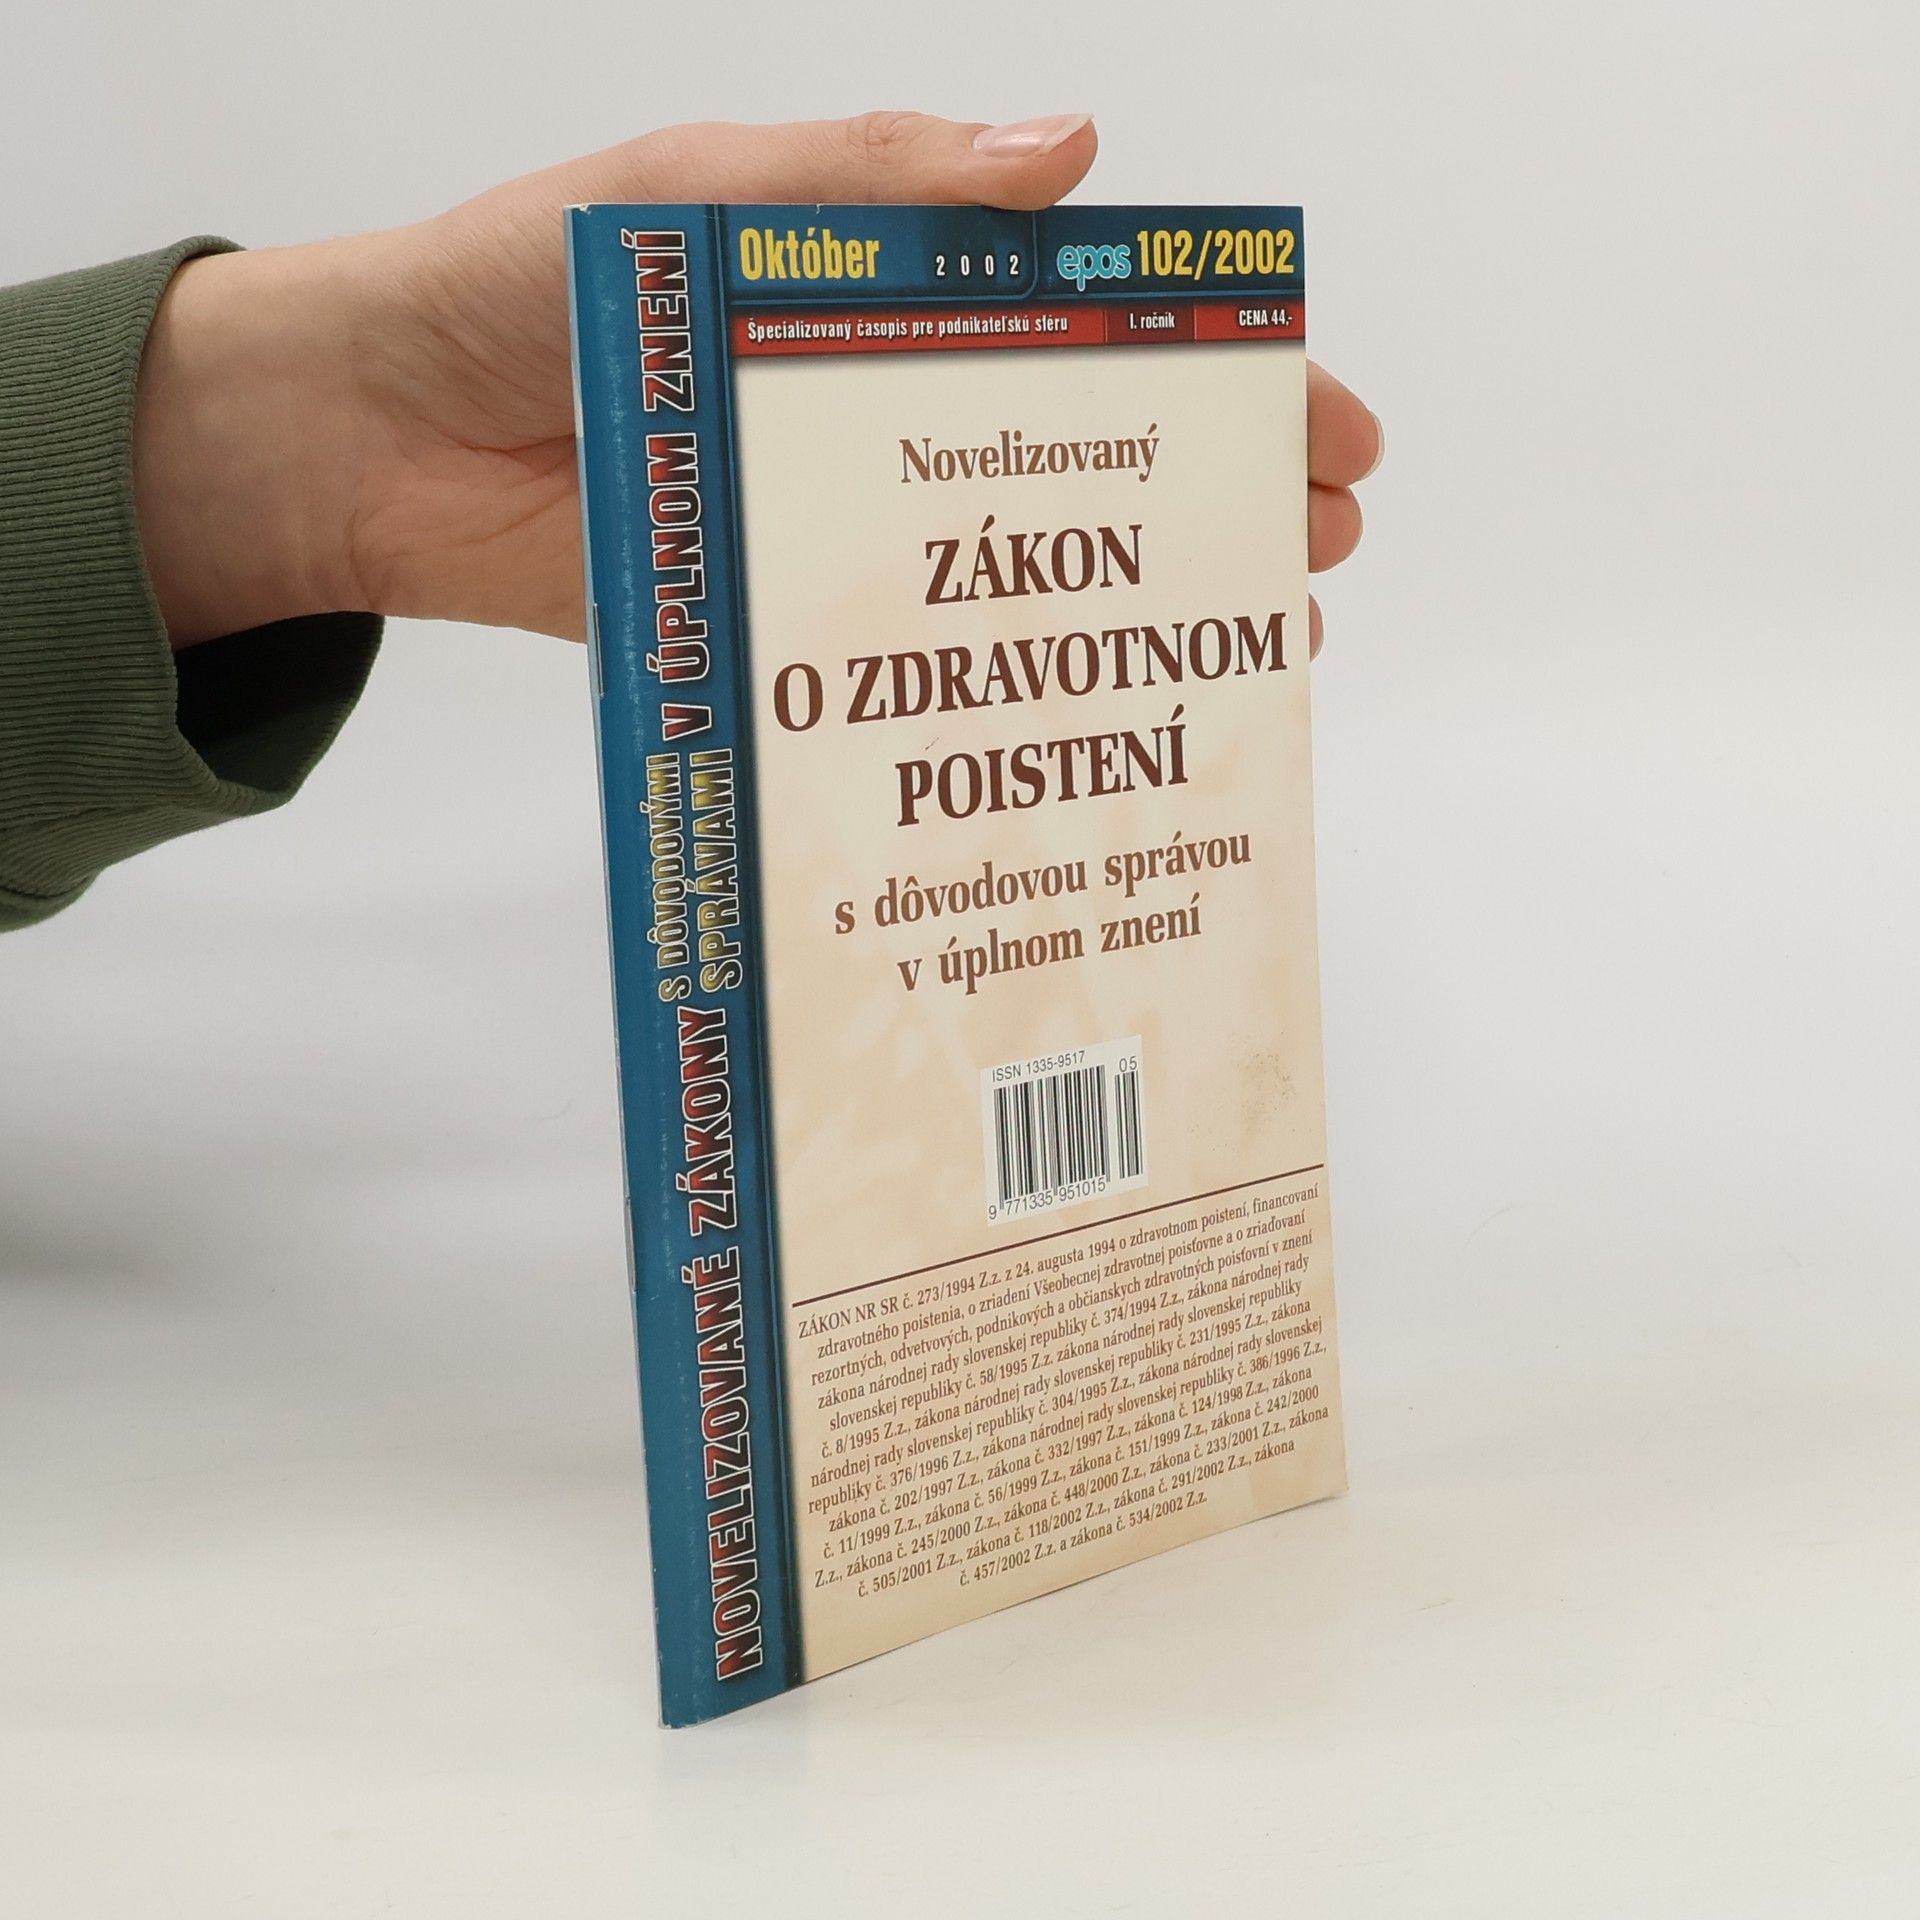 Október 2002 epos 102/2002
Špecializovaný časopis pre podnikateľskú sféru I. ročník CENA 44,-
NOVELIZOVANÉ ZÁKONY S DÔVODOVÝMI SPRÁVAMI V ÚPLNOM ZNENÍ
Novelizovaný
ZÁKON
O ZDRAVOTNOM
POISTENÍ
s dôvodovou správou
v úplnom znení
ISSN 1335-9517 05
9 771335 951015
ZÁKON NR SR č. 273/1994 Z.z. z 24. augusta 1994 o zdravotnom poistení, financovaní
zdravotného poistenia, o zriadení Všeobecnej zdravotnej poisťovne a o zriaďovaní
rezortných, odvetvových, podnikových a občianskych zdravotných poisťovní v znení
zákona národnej rady slovenskej republiky č. 374/1994 Z.z., zákona národnej rady
slovenskej republiky č. 58/1995 Z.z. zákona národnej rady slovenskej republiky
č. 8/1995 Z.z., zákona národnej rady slovenskej republiky č. 231/1995 Z.z., zákona
národnej rady slovenskej republiky č. 304/1995 Z.z., zákona národnej rady slovenskej
republiky č. 376/1996 Z.z., zákona národnej rady slovenskej republiky č. 386/1996 Z.z.,
zákona č. 202/1997 Z.z., zákona č. 332/1997 Z.z., zákona č. 124/1998 Z.z., zákona
č. 11/1999 Z.z., zákona č. 56/1999 Z.z., zákona č. 151/1999 Z.z., zákona č. 242/2000
Z.z., zákona č. 245/2000 Z.z., zákona č. 448/2000 Z.z., zákona č. 233/2001 Z.z., zákona
č. 505/2001 Z.z., zákona č. 118/2002 Z.z., zákona č. 291/2002 Z.z., zákona
č. 457/2002 Z.z. a zákona č. 534/2002 Z.z.